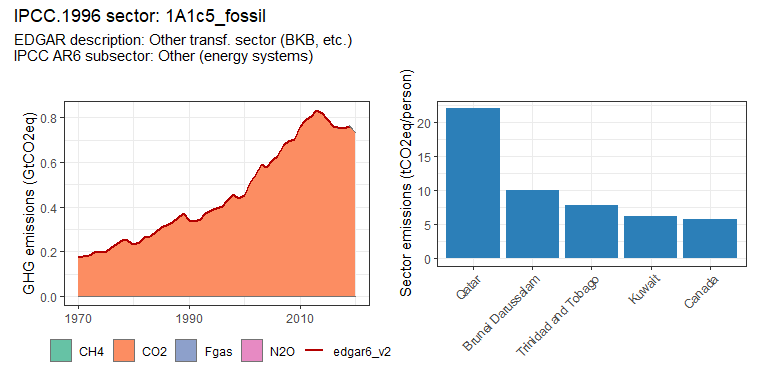 IPCC.1996 sector: 1A1c5_fossil
EDGAR description: Other transf. sector (BKB, etc.)
IPCC AR6 subsector: Other (energy systems)
GHG emissions (GtCO2eq)
0.8
0.6
0.4
0.2
0.0
1970
1990
2010
CH4
CO2
Fgas
N2O
edgar6_v2
Sector emissions (tCO2eq/person)
20
15
10
5
0
Qatar
Brunei Darussalam
Trinidad and Tobago
Kuwait
Canada